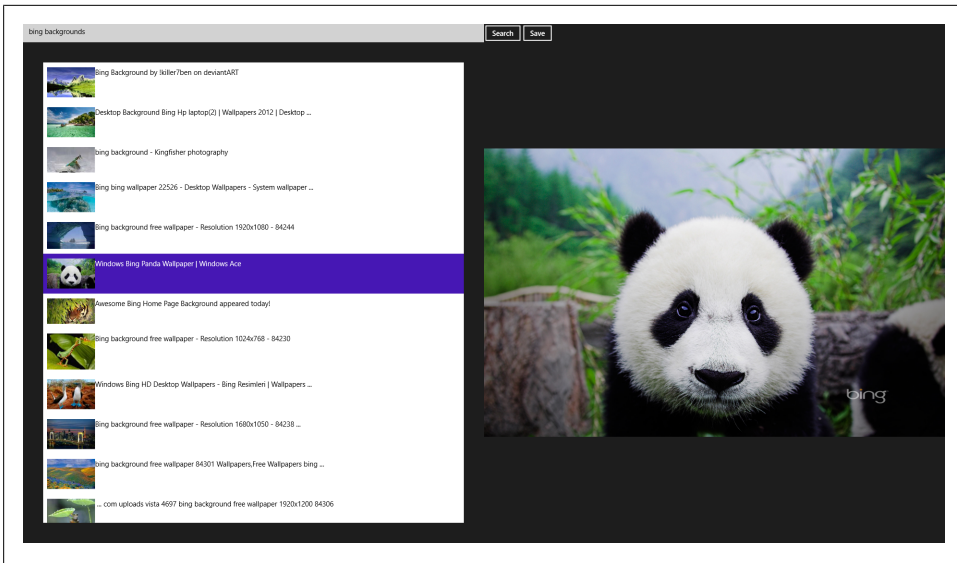 bing backgrounds
Search
Save
Bing Background by !killer7ben on deviantART
Desktop Background Bing Hp laptop(2) | Wallpapers 2012 | Desktop ...
bing background - Kingfisher photography
Bing bing wallpaper 22526 - Desktop Wallpapers - System wallpaper ...
Bing background free wallpaper - Resolution 1920x1080 - 84244
Windows Bing Panda Wallpaper | Windows Ace
Awesome Bing Home Page Background appeared today!
Bing background free wallpaper - Resolution 1024x768 - 84230
Windows Bing HD Desktop Wallpapers - Bing Resimleri | Wallpapers ...
Bing background free wallpaper - Resolution 1680x1050 - 84238 ...
bing background free wallpaper 84301 Wallpapers,Free Wallpapers bing ...
... com uploads vista 4697 bing background free wallpaper 1920x1200 84306
bing